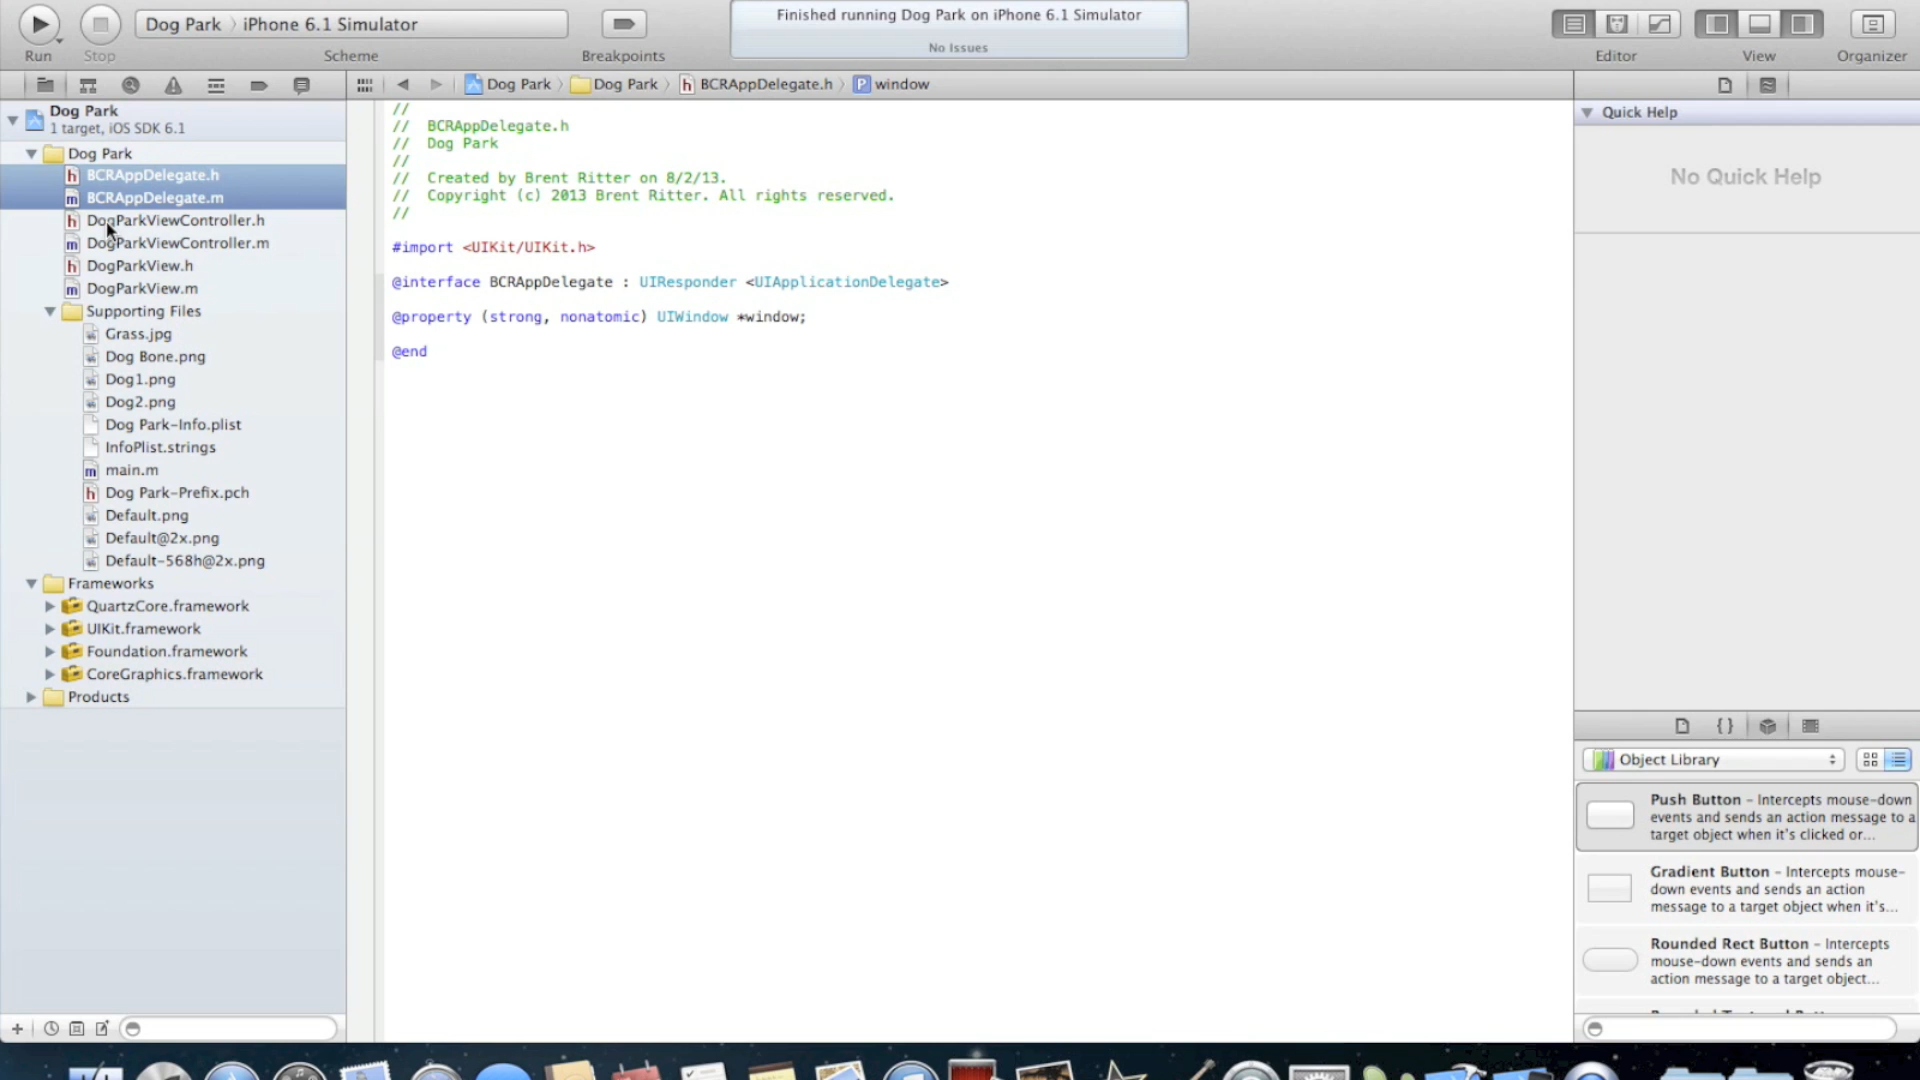 Dog Park 〉 iPhone 6.1 Simulator
Finished running Dog Park on iPhone 6.1 Simulator
No Issues
Run
Stop
Scheme
Breakpoints
Editor
View
Organizer
Dog Park 〉 Dog Park 〉 h BCRAppDelegate.h 〉 P window
Dog Park
1 target, iOS SDK 6.1
Dog Park
h BCRAppDelegate.h
m BCRAppDelegate.m
h DogParkViewController.h
m DogParkViewController.m
h DogParkView.h
m DogParkView.m
Supporting Files
Grass.jpg
Dog Bone.png
Dog1.png
Dog2.png
Dog Park-Info.plist
InfoPlist.strings
m main.m
h Dog Park-Prefix.pch
Default.png
Default@2x.png
Default-568h@2x.png
Frameworks
QuartzCore.framework
UIKit.framework
Foundation.framework
CoreGraphics.framework
Products
//
//  BCRAppDelegate.h
//  Dog Park
//
//  Created by Brent Ritter on 8/2/13.
//  Copyright (c) 2013 Brent Ritter. All rights reserved.
//
#import <UIKit/UIKit.h>
@interface BCRAppDelegate : UIResponder <UIApplicationDelegate>
@property (strong, nonatomic) UIWindow *window;
@end
Quick Help
No Quick Help
{ }
Object Library
Push Button - Intercepts mouse-down
events and sends an action message to a
target object when it's clicked or...
Gradient Button - Intercepts mouse-
down events and sends an action
message to a target object when it's...
Rounded Rect Button - Intercepts
mouse-down events and sends an
action message to a target object...